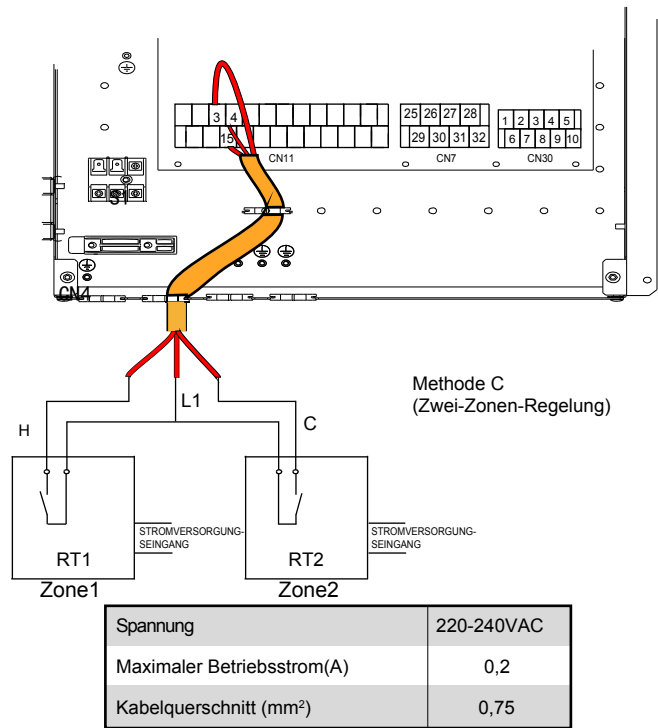 3 4
15
CN11
25 26 27 28
29 30 31 32
CN7
1 2 3 4 5
6 7 8 9 10
CN30
S1
CN4
Methode C
(Zwei-Zonen-Regelung)
H
L1
C
RT1
STROMVERSORGUNG-
SEINGANG
RT2
STROMVERSORGUNG-
SEINGANG
Zone1
Zone2
Spannung 220-240VAC
Maximaler Betriebsstrom(A) 0,2
Kabelquerschnitt (mm²) 0,75